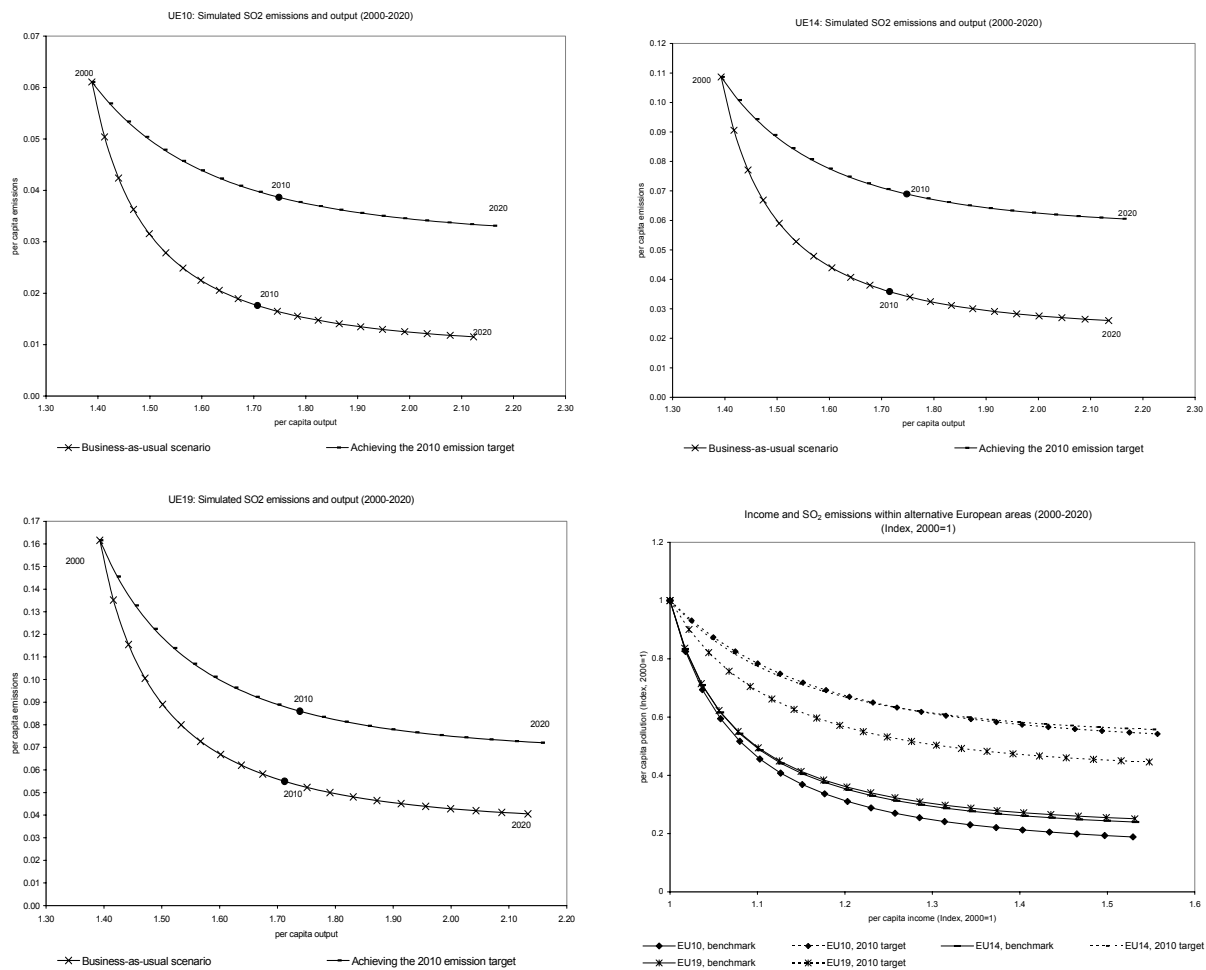 UE10: Simulated SO2 emissions and output (2000-2020)
0.07
0.06
0.05
0.04
0.03
0.02
0.01
0.00
per capita emissions
2000
2010
2020
2010
2020
1.30 1.40 1.50 1.60 1.70 1.80 1.90 2.00 2.10 2.20 2.30
per capita output
Business-as-usual scenario Achieving the 2010 emission target
UE14: Simulated SO2 emissions and output (2000-2020)
0.12
0.11
0.10
0.09
0.08
0.07
0.06
0.05
0.04
0.03
0.02
0.01
0.00
per capita emissions
2000
2010
2020
2010
2020
1.30 1.40 1.50 1.60 1.70 1.80 1.90 2.00 2.10 2.20 2.30
per capita output
Business-as-usual scenario Achieving the 2010 emission target
UE19: Simulated SO2 emissions and output (2000-2020)
0.17
0.16
0.15
0.14
0.13
0.12
0.11
0.10
0.09
0.08
0.07
0.06
0.05
0.04
0.03
0.02
0.01
0.00
per capita emissions
2000
2010
2020
2010
2020
1.30 1.40 1.50 1.60 1.70 1.80 1.90 2.00 2.10 2.20
per capita output
Business-as-usual scenario Achieving the 2010 emission target
Income and SO₂ emissions within alternative European areas (2000-2020)
(Index, 2000=1)
1.2
1
0.8
0.6
0.4
0.2
0
per capita pollution (Index, 2000=1)
1 1.1 1.2 1.3 1.4 1.5 1.6
per capita income (Index, 2000=1)
EU10, benchmark EU10, 2010 target EU14, benchmark EU14, 2010 target
EU19, benchmark EU19, 2010 target